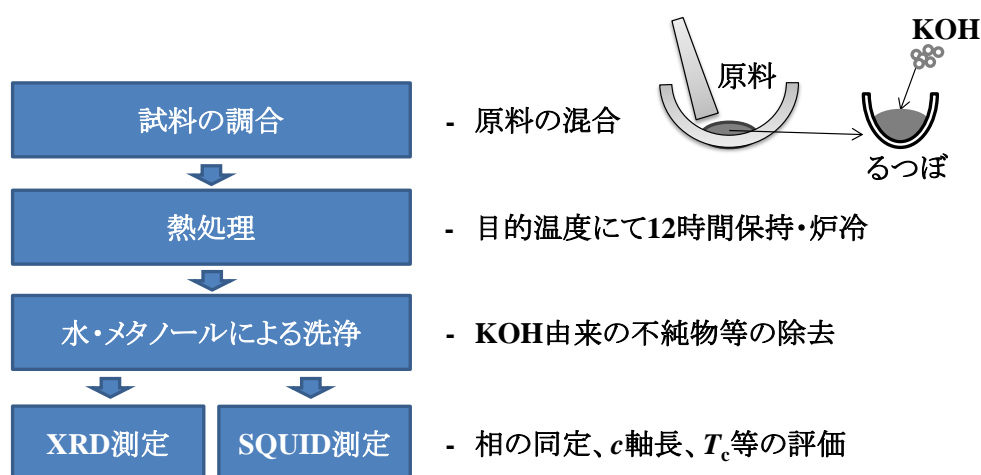 KOH
原料
試料の調合
- 原料の混合
るつぼ
熱処理
- 目的温度にて12時間保持・炉冷
水・メタノールによる洗浄
- KOH由来の不純物等の除去
XRD測定
SQUID測定
- 相の同定、c軸長、Tc等の評価